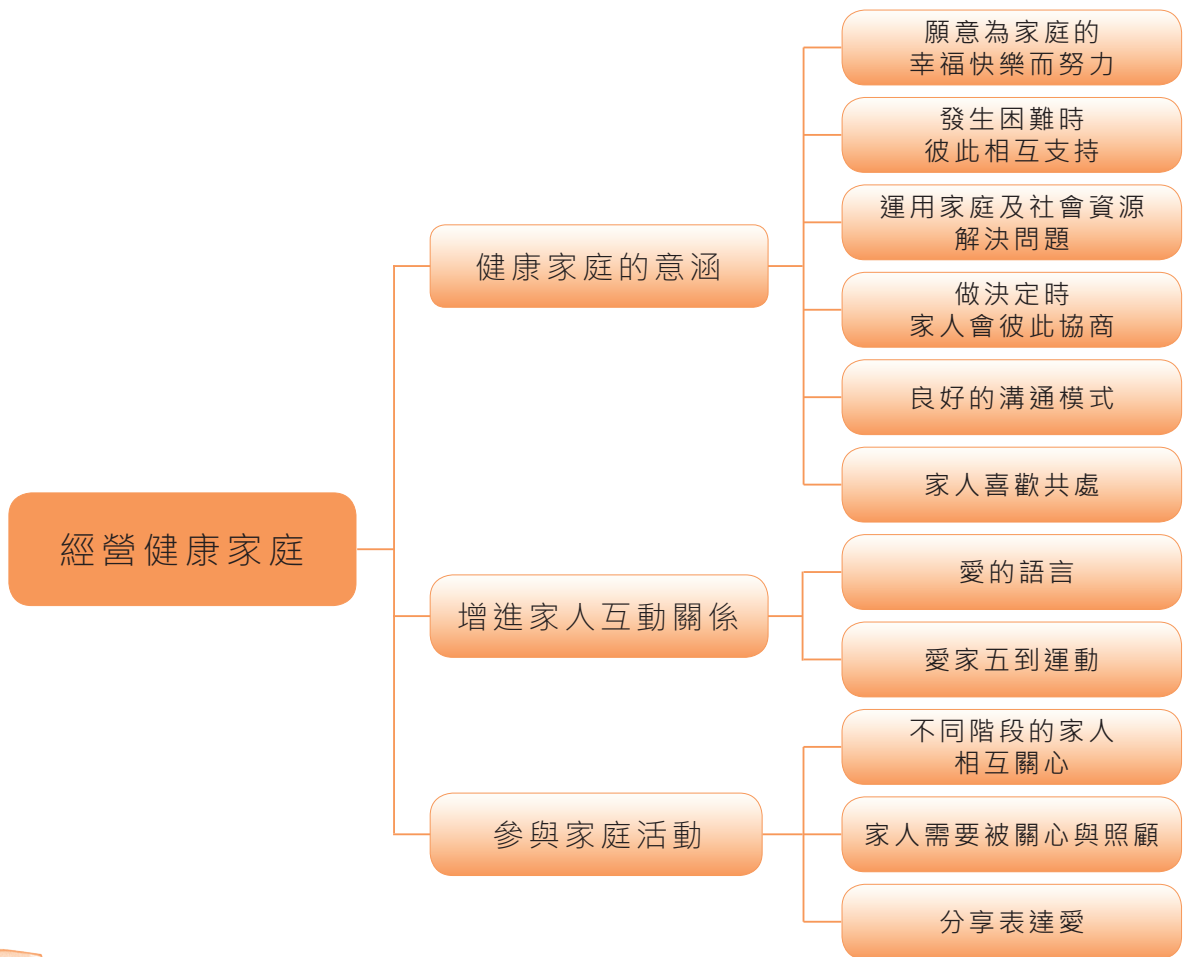 經營健康家庭
健康家庭的意涵
願意為家庭的
幸福快樂而努力
發生困難時
彼此相互支持
運用家庭及社會資源
解決問題
做決定時
家人會彼此協商
良好的溝通模式
家人喜歡共處
增進家人互動關係
愛的語言
愛家五到運動
參與家庭活動
不同階段的家人
相互關心
家人需要被關心與照顧
分享表達愛